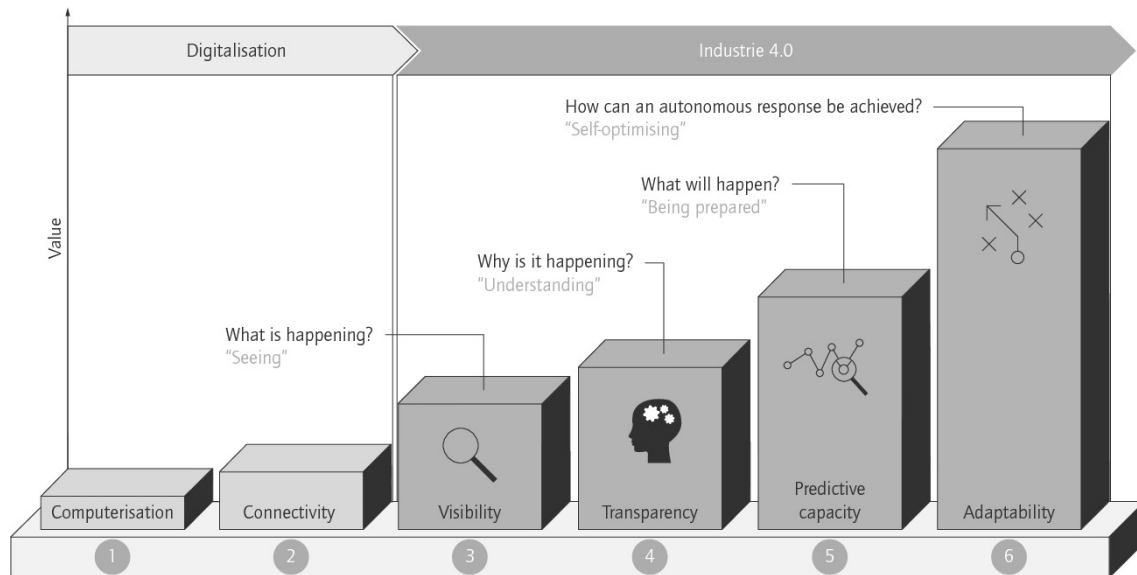 Digitalisation
Industrie 4.0
Value
How can an autonomous response be achieved?
"Self-optimising"
What will happen?
"Being prepared"
Why is it happening?
"Understanding"
What is happening?
"Seeing"
Computerisation
Connectivity
Visibility
Transparency
Predictive
capacity
Adaptability
1
2
3
4
5
6